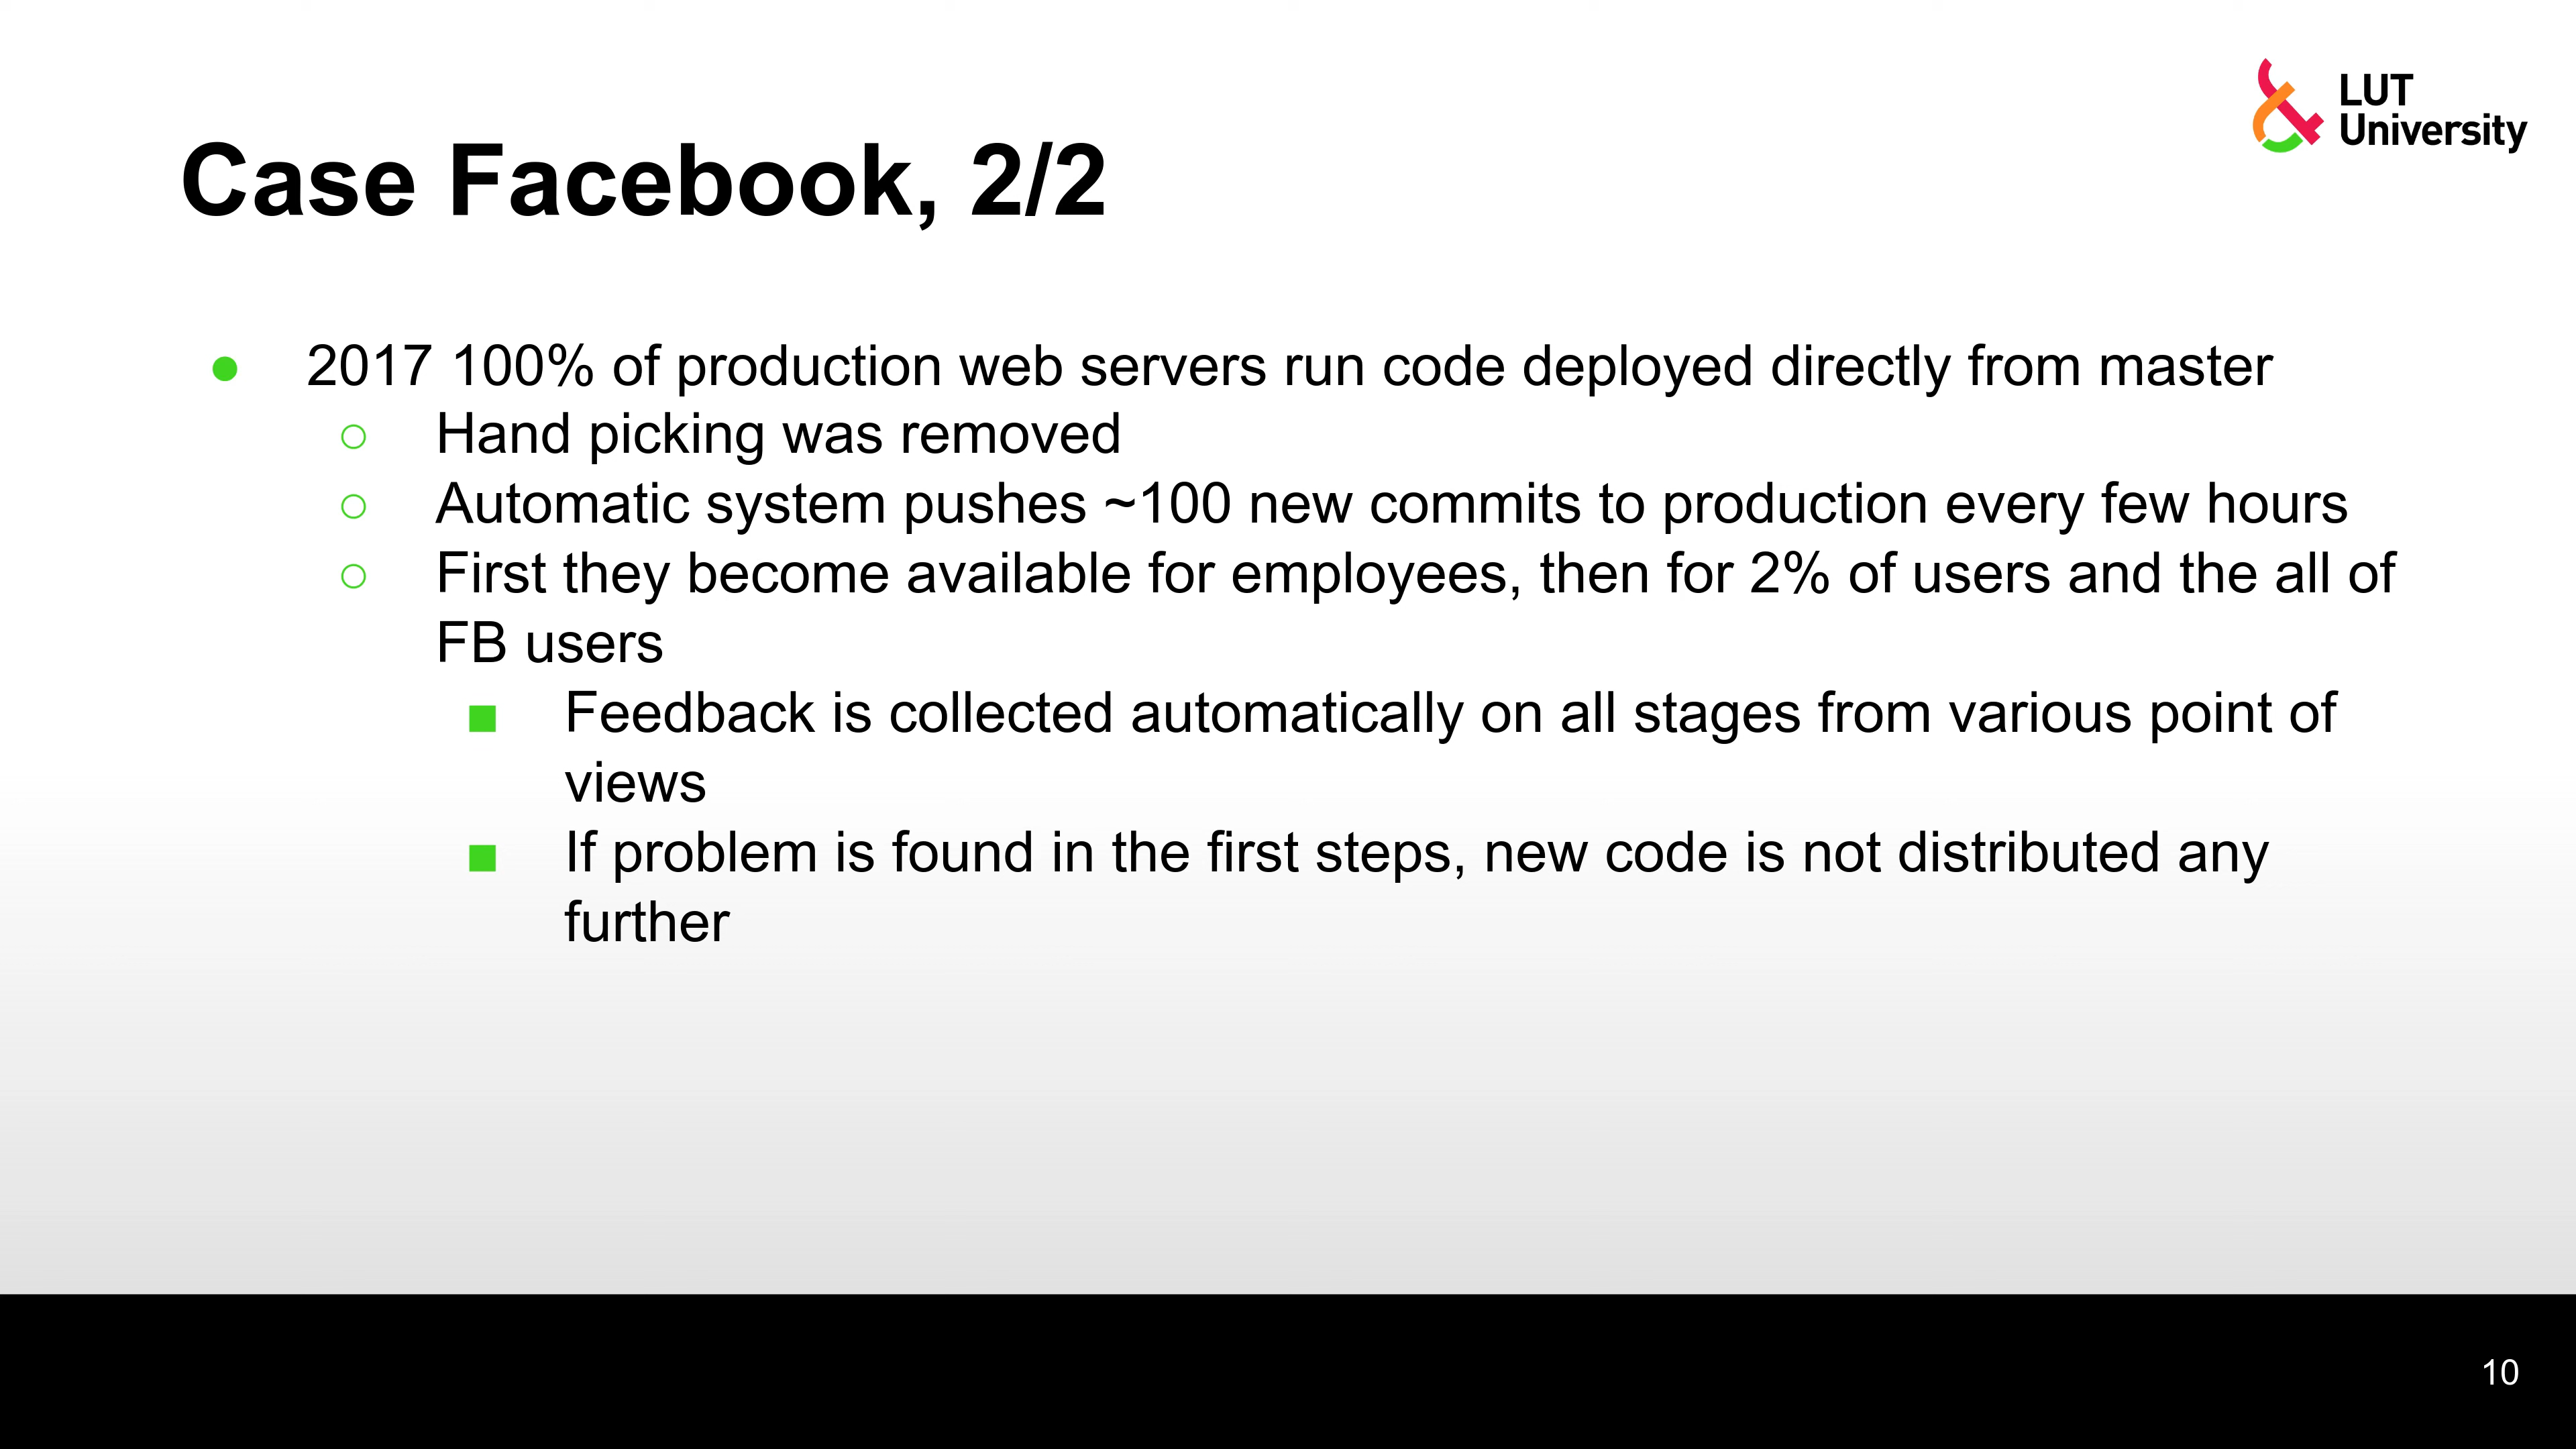 LUT
University
Case Facebook, 2/2
● 2017 100% of production web servers run code deployed directly from master
○ Hand picking was removed
○ Automatic system pushes ~100 new commits to production every few hours
○ First they become available for employees, then for 2% of users and the all of
FB users
■ Feedback is collected automatically on all stages from various point of
views
■ If problem is found in the first steps, new code is not distributed any
further
10